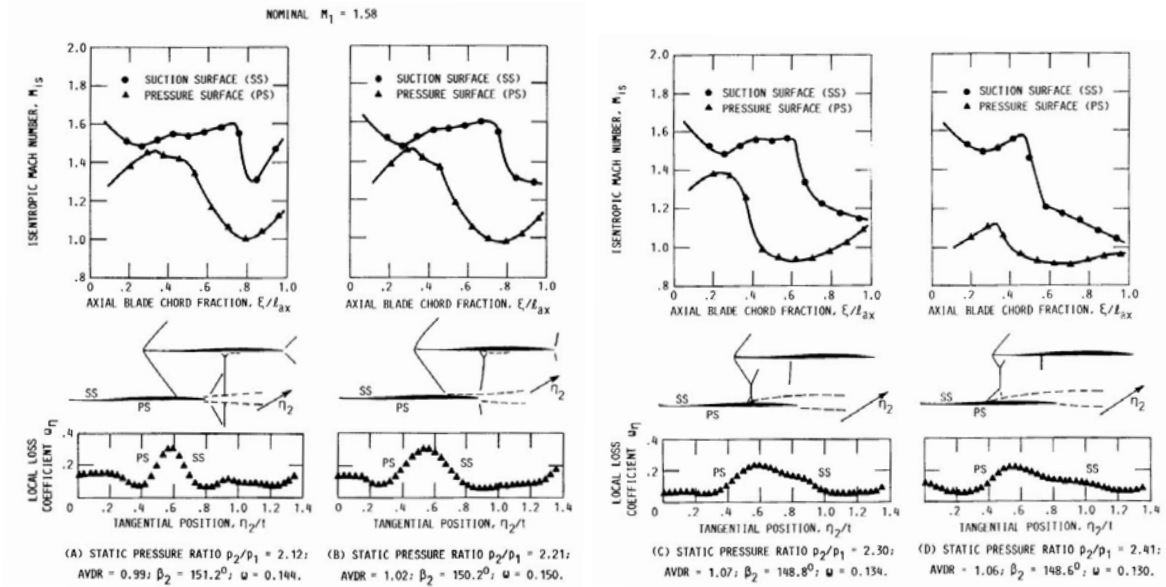 NOMINAL M1 = 1.58
ISENTROPIC MACH NUMBER, MIS
2.0
1.8
1.6
1.4
1.2
1.0
.8
SUCTION SURFACE (SS)
PRESSURE SURFACE (PS)
0 .2 .4 .6 .8 1.0
AXIAL BLADE CHORD FRACTION, ξ/ℓax
SS
PS
η2
LOCAL LOSS
COEFFICIENT ωη
.4
.2
PS SS
0 .2 .4 .6 .8 1.0 1.2 1.4
TANGENTIAL POSITION, η2/t
(A) STATIC PRESSURE RATIO p2/p1 = 2.12;
AVDR = 0.99; β2 = 151.2⁰; ω = 0.144.
SUCTION SURFACE (SS)
PRESSURE SURFACE (PS)
0 .2 .4 .6 .8 1.0
AXIAL BLADE CHORD FRACTION, ξ/ℓax
SS
PS
η2
PS SS
0 .2 .4 .6 .8 1.0 1.2 1.4
TANGENTIAL POSITION, η2/t
(B) STATIC PRESSURE RATIO p2/p1 = 2.21;
AVDR = 1.02; β2 = 150.2⁰; ω = 0.150.
ISENTROPIC MACH NUMBER, MIS
2.0
1.8
1.6
1.4
1.2
1.0
.8
SUCTION SURFACE (SS)
PRESSURE SURFACE (PS)
0 .2 .4 .6 .8 1.0
AXIAL BLADE CHORD FRACTION, ξ/ℓax
SS
PS
η2
LOCAL LOSS
COEFFICIENT ωη
.4
.2
PS SS
0 .2 .4 .6 .8 1.0 1.2 1.4
TANGENTIAL POSITION, η2/t
(C) STATIC PRESSURE RATIO p2/p1 = 2.30;
AVDR = 1.07; β2 = 148.8⁰; ω = 0.134.
SUCTION SURFACE (SS)
PRESSURE SURFACE (PS)
0 .2 .4 .6 .8 1.0
AXIAL BLADE CHORD FRACTION, ξ/ℓax
SS
PS
η2
PS SS
0 .2 .4 .6 .8 1.0 1.2 1.4
TANGENTIAL POSITION, η2/t
(D) STATIC PRESSURE RATIO p2/p1 = 2.41;
AVDR = 1.06; β2 = 148.6⁰; ω = 0.130.